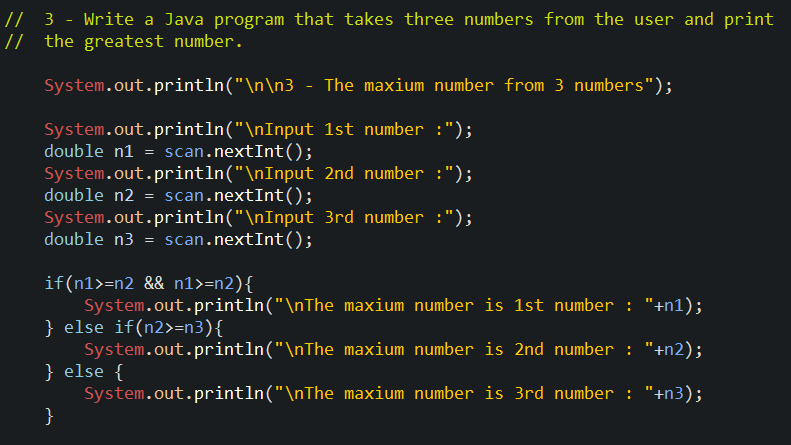 //  3 - Write a Java program that takes three numbers from the user and print
//  the greatest number.
System.out.println("\n\n3 - The maxium number from 3 numbers");
System.out.println("\nInput 1st number :");
double n1 = scan.nextInt();
System.out.println("\nInput 2nd number :");
double n2 = scan.nextInt();
System.out.println("\nInput 3rd number :");
double n3 = scan.nextInt();
if(n1>=n2 && n1>=n2){
System.out.println("\nThe maxium number is 1st number : "+n1);
} else if(n2>=n3){
System.out.println("\nThe maxium number is 2nd number : "+n2);
} else {
System.out.println("\nThe maxium number is 3rd number : "+n3);
}